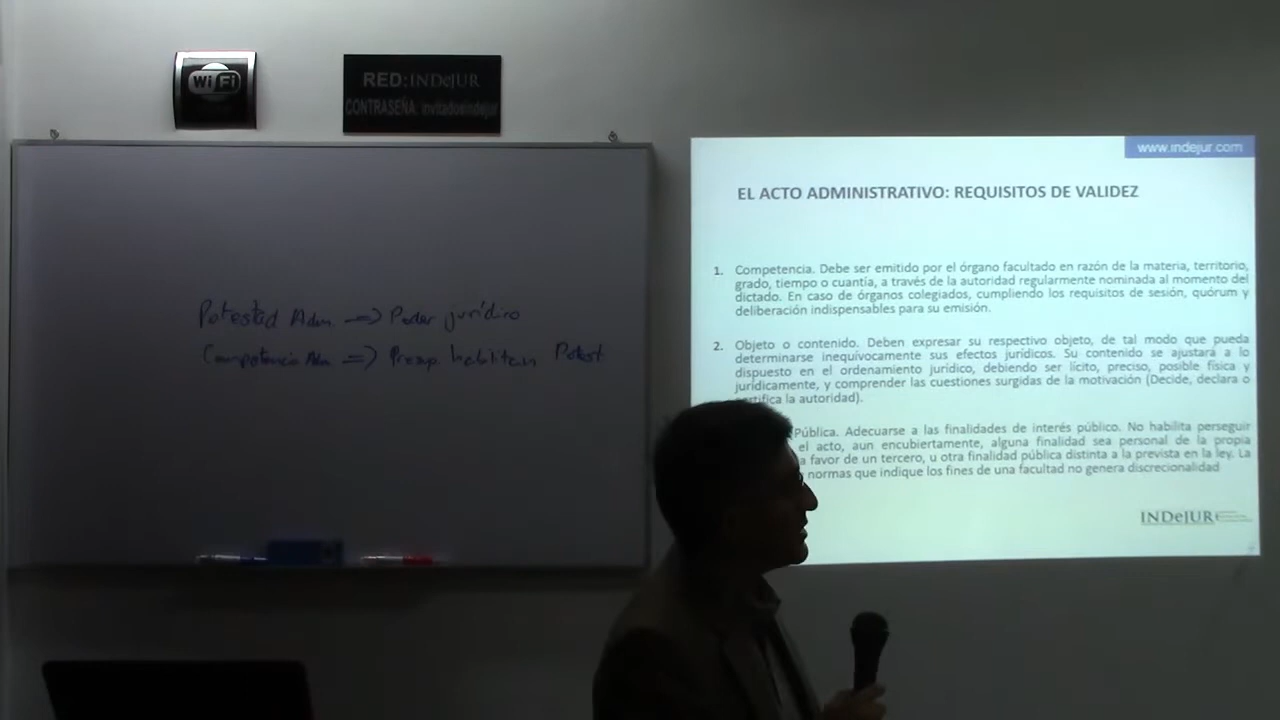 WiFi
RED: INDeJUR
CONTRASEÑA: invitadosindejur
Potestad Adm => Poder jurídico
Competencia Adm => Presup. habilitan Potest
www.indejur.com
EL ACTO ADMINISTRATIVO: REQUISITOS DE VALIDEZ
1. Competencia. Debe ser emitido por el órgano facultado en razón de la materia, territorio,
grado, tiempo o cuantía, a través de la autoridad regularmente nominada al momento del
dictado. En caso de órganos colegiados, cumpliendo los requisitos de sesión, quórum y
deliberación indispensables para su emisión.
2. Objeto o contenido. Deben expresar su respectivo objeto, de tal modo que pueda
determinarse inequívocamente sus efectos jurídicos. Su contenido se ajustará a lo
dispuesto en el ordenamiento jurídico, debiendo ser lícito, preciso, posible física y
jurídicamente, y comprender las cuestiones surgidas de la motivación (Decide, declara o
certifica la autoridad).
Pública. Adecuarse a las finalidades de interés público. No habilita perseguir
el acto, aun encubiertamente, alguna finalidad sea personal de la propia
a favor de un tercero, u otra finalidad pública distinta a la prevista en la ley. La
normas que indique los fines de una facultad no genera discrecionalidad
INDeJUR